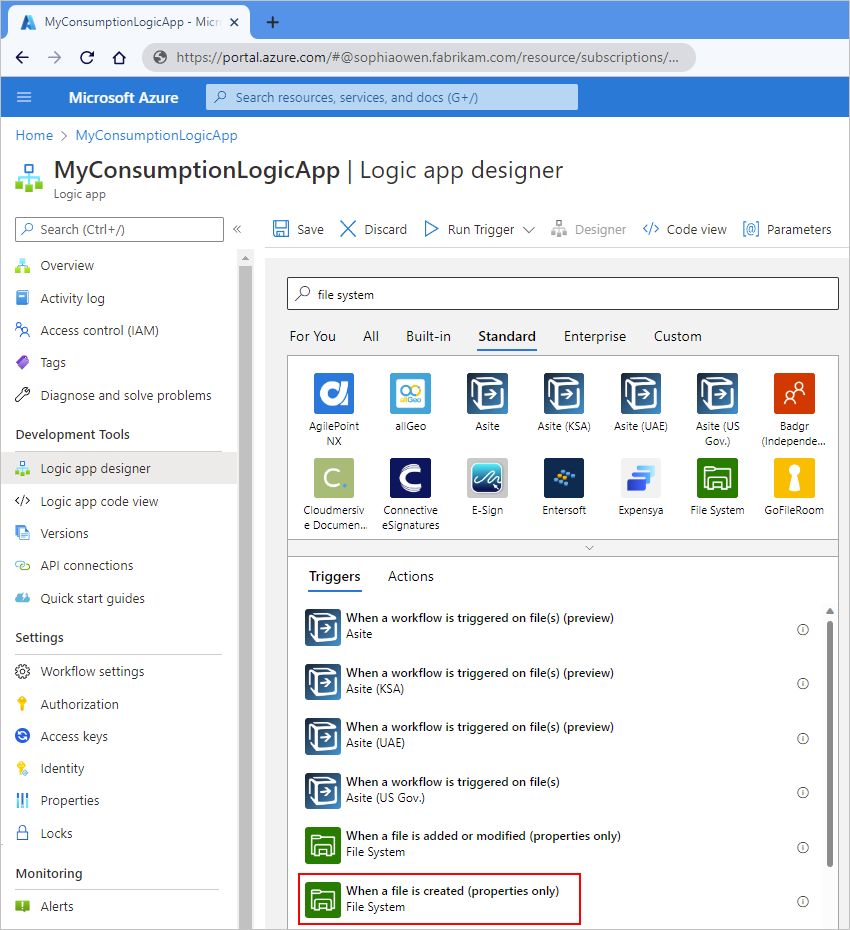 MyConsumptionLogicApp - Micr
https://portal.azure.com/#@sophiaowen.fabrikam.com/resource/subscriptions/...
Microsoft Azure
Search resources, services, and docs (G+/)
Home > MyConsumptionLogicApp
MyConsumptionLogicApp | Logic app designer
Logic app
Search (Ctrl+/)
«
Save
Discard
Run Trigger
Designer
</> Code view
[@] Parameters
Overview
Activity log
Access control (IAM)
Tags
Diagnose and solve problems
Development Tools
Logic app designer
</> Logic app code view
Versions
API connections
Quick start guides
Settings
Workflow settings
Authorization
Access keys
Identity
Properties
Locks
Monitoring
Alerts
file system
For You All Built-in Standard Enterprise Custom
AgilePoint
NX
allGeo
allGeo
Asite
Asite (KSA)
Asite (UAE)
Asite (US
Gov.)
Badgr
(Independe...
C.
Cloudmersiv
e Documen...
Connective
eSignatures
E-Sign
Entersoft
Expensya
File System
GoFileRoom
Triggers Actions
When a workflow is triggered on file(s) (preview)
Asite
When a workflow is triggered on file(s) (preview)
Asite (KSA)
When a workflow is triggered on file(s) (preview)
Asite (UAE)
When a workflow is triggered on file(s)
Asite (US Gov.)
When a file is added or modified (properties only)
File System
When a file is created (properties only)
File System